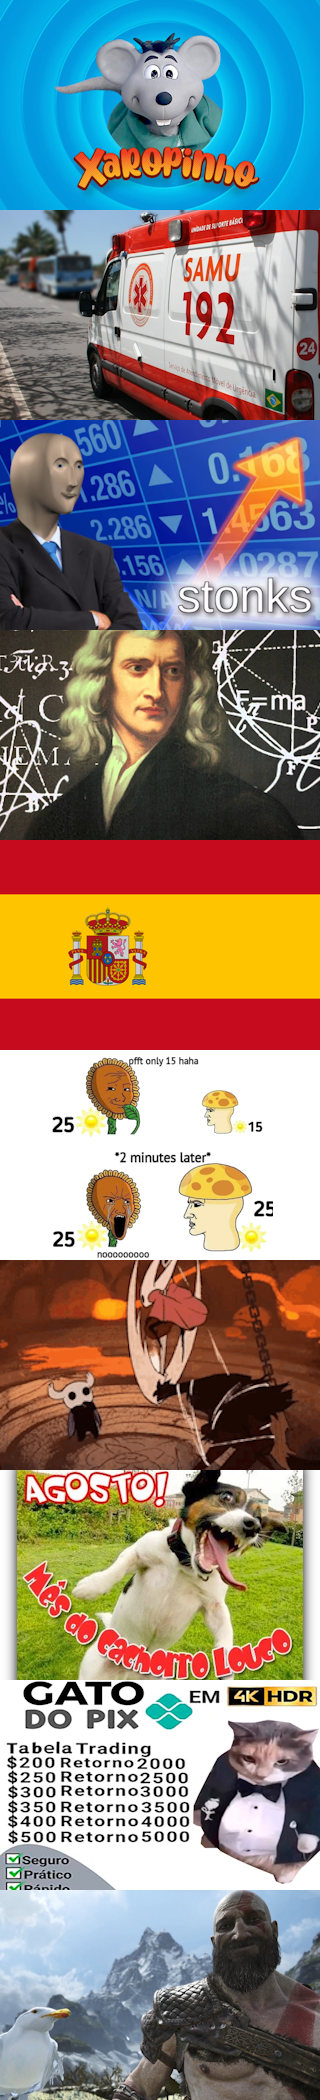 Xaropinho
UNIDADE DE SUPORTE BÁSICO
SAMU
192
Serviço de Atendimento Móvel de Urgência
24
560
0.168
1.286
1.4563
2.286
.156
1.0287
N/A
stonks
F=ma
pfft only 15 haha
25
15
*2 minutes later*
25
25
nooooooooo
AGOSTO!
Mês do cachorro Louco
GATO
DO PIX
EM 4K HDR
Tabela Trading
$200 Retorno 2000
$250 Retorno 2500
$300 Retorno 3000
$350 Retorno 3500
$400 Retorno 4000
$500 Retorno 5000
Seguro
Prático
Rápido